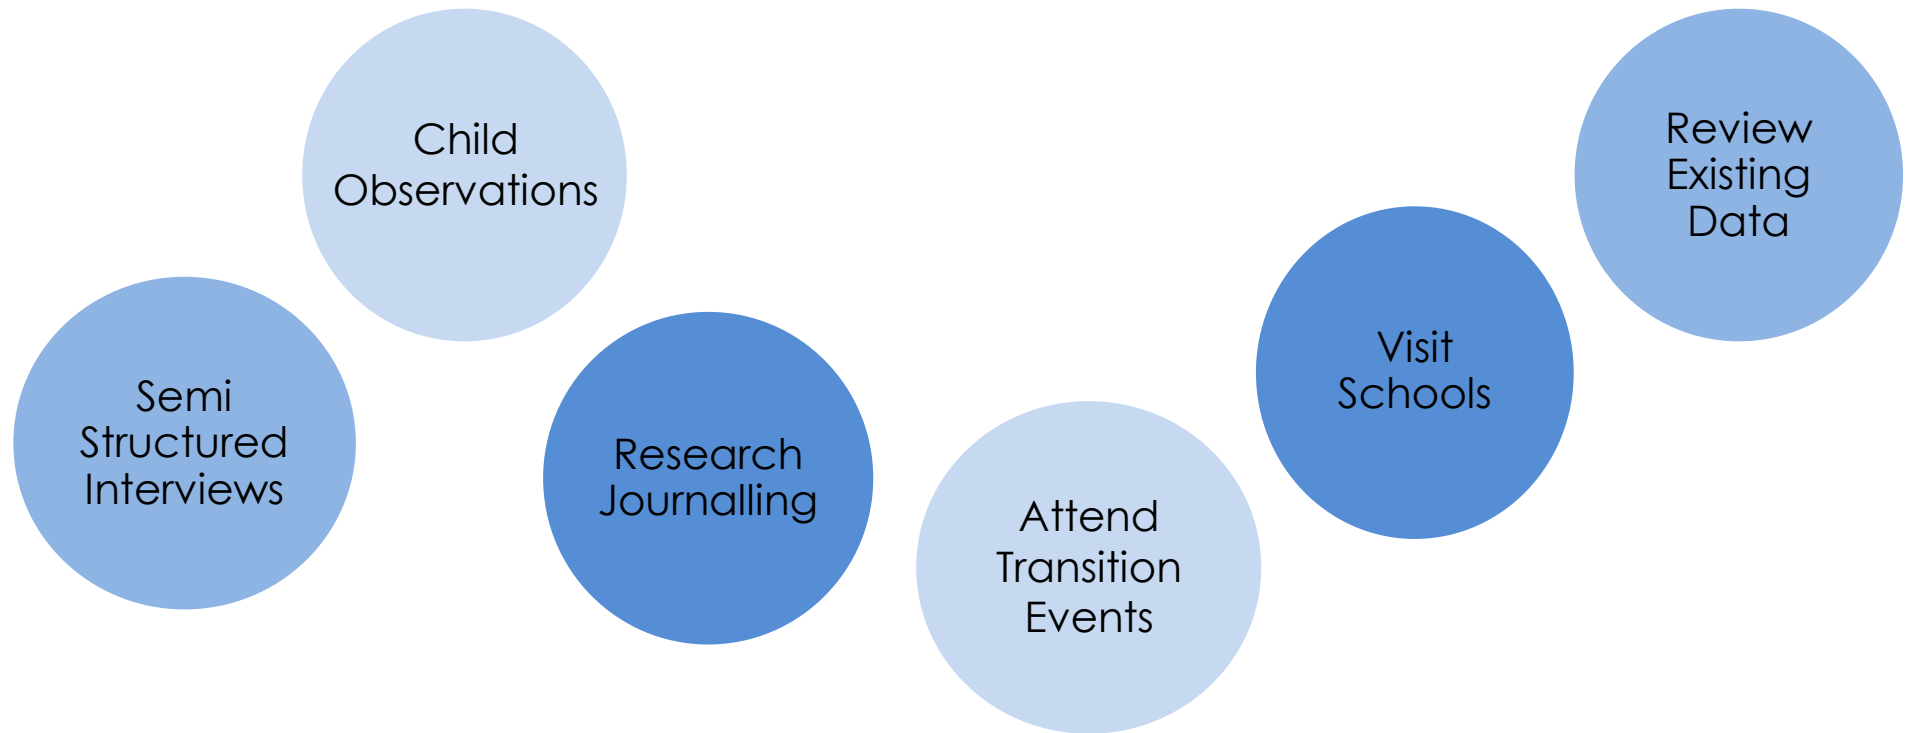 Child
Observations
Semi
Structured
Interviews
Research
Journalling
Attend
Transition
Events
Visit
Schools
Review
Existing
Data